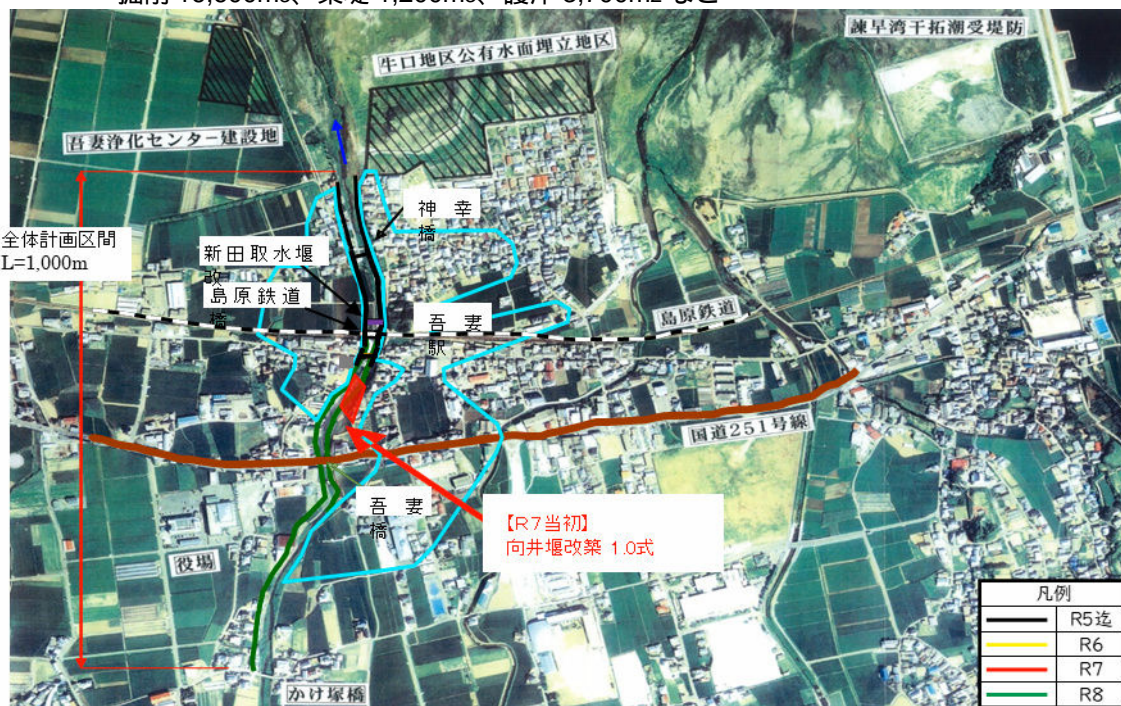 諫早湾干拓潮受堤防
牛口地区公有水面埋立地区
吾妻浄化センター建設地
神幸
橋
全体計画区間
L=1,000m
新田取水堰
改
島原鉄道
橋
吾妻
駅
島原鉄道
国道251号線
吾妻
橋
【R7当初】
向井堰改築 1.0式
役場
かけ塚橋
凡例
R5迄
R6
R7
R8